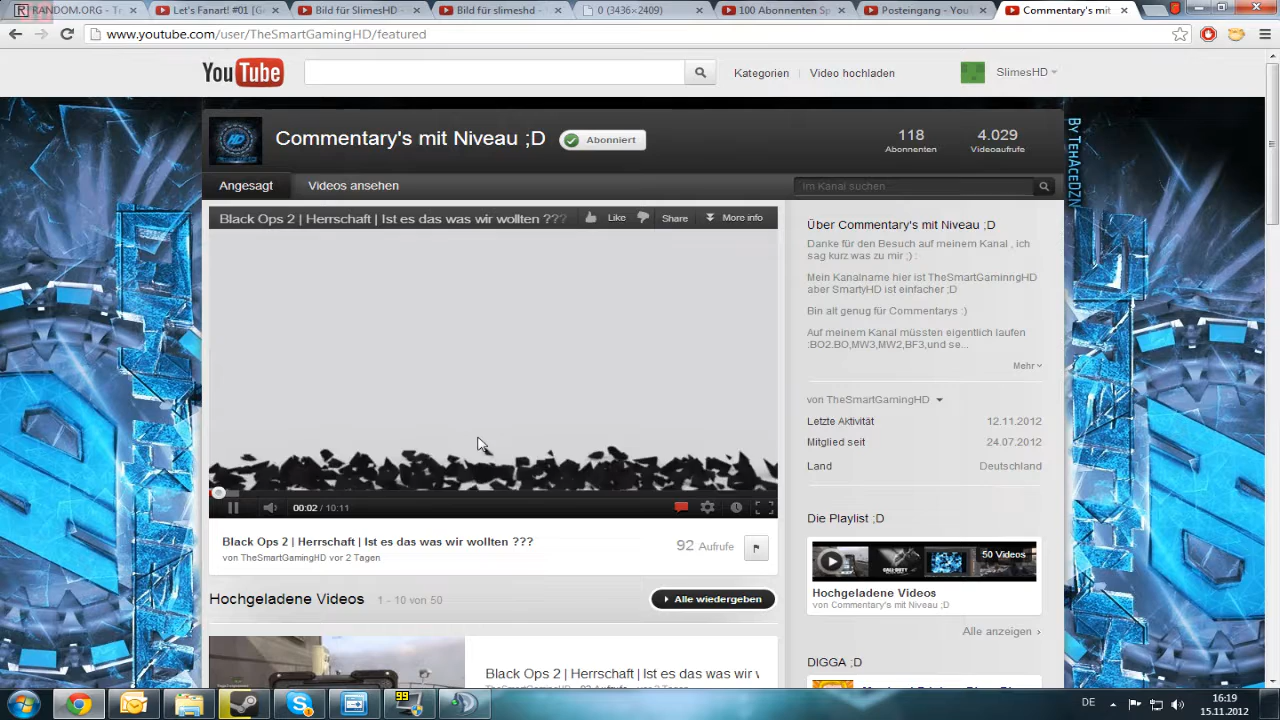 RANDOM.ORG - Tr
Let's Fanart! #01 [G
Bild für SlimesHD -
Bild für slimeshd -
0 (3436×2409)
100 Abonnenten Sp
Posteingang - You
Commentary's mit
www.youtube.com/user/TheSmartGamingHD/featured
YouTube
Kategorien
Video hochladen
SlimesHD
Commentary's mit Niveau ;D
Abonniert
118
Abonnenten
4.029
Videoaufrufe
Angesagt
Videos ansehen
Im Kanal suchen
By TehAceDZN
Black Ops 2 | Herrschaft | Ist es das was wir wollten ???
Like
Share
More info
00:02 / 10:11
Black Ops 2 | Herrschaft | Ist es das was wir wollten ???
von TheSmartGamingHD vor 2 Tagen
92 Aufrufe
Hochgeladene Videos 1 - 10 von 50
Alle wiedergeben
Black Ops 2 | Herrschaft | Ist es das was wir w
Über Commentary's mit Niveau ;D
Danke für den Besuch auf meinem Kanal , ich
sag kurz was zu mir ;) :
Mein Kanalname hier ist TheSmartGaminngHD
aber SmartyHD ist einfacher ;D
Bin alt genug für Commentarys :)
Auf meinem Kanal müssten eigentlich laufen
:BO2.BO,MW3,MW2,BF3,und se...
Mehr
von TheSmartGamingHD
Letzte Aktivität 12.11.2012
Mitglied seit 24.07.2012
Land Deutschland
Die Playlist ;D
50 Videos
Hochgeladene Videos
von Commentary's mit Niveau ;D
Alle anzeigen ›
DIGGA ;D
99
DE
16:19
15.11.2012